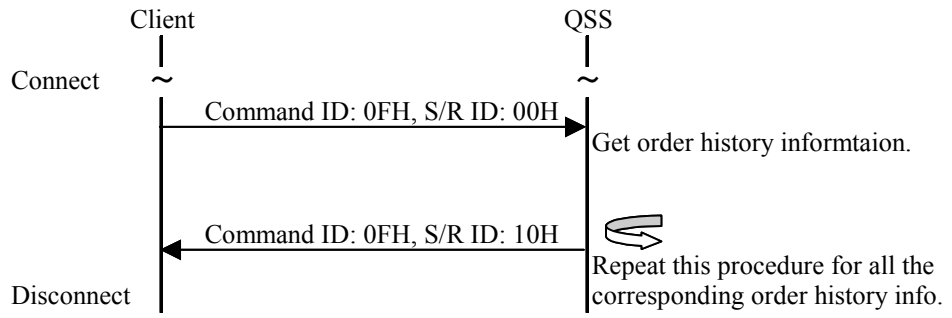 Client QSS
Connect
~ ~
Command ID: 0FH, S/R ID: 00H
Get order history informtaion.
Command ID: 0FH, S/R ID: 10H
Repeat this procedure for all the
Disconnect corresponding order history info.